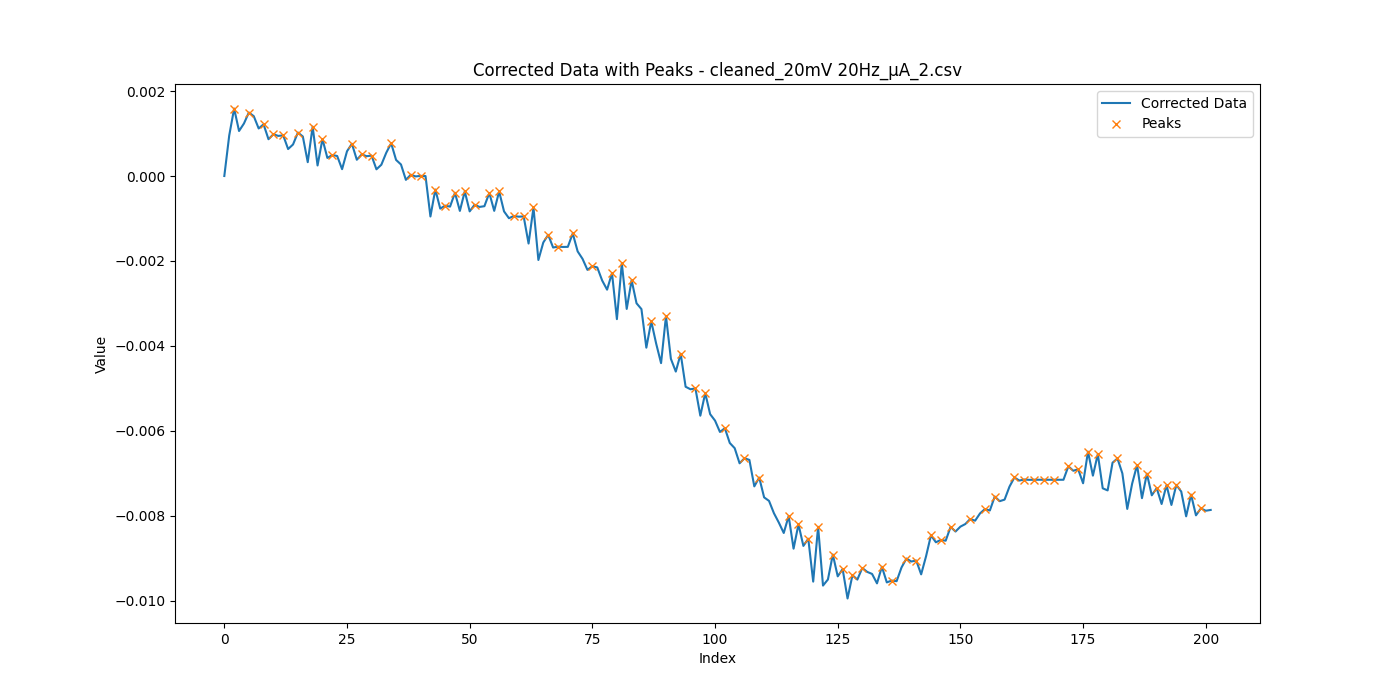 Corrected Data with Peaks - cleaned_20mV 20Hz_µA_2.csv
Corrected Data
Peaks
0.002
0.000
−0.002
−0.004
−0.006
−0.008
−0.010
Value
0 25 50 75 100 125 150 175 200
Index